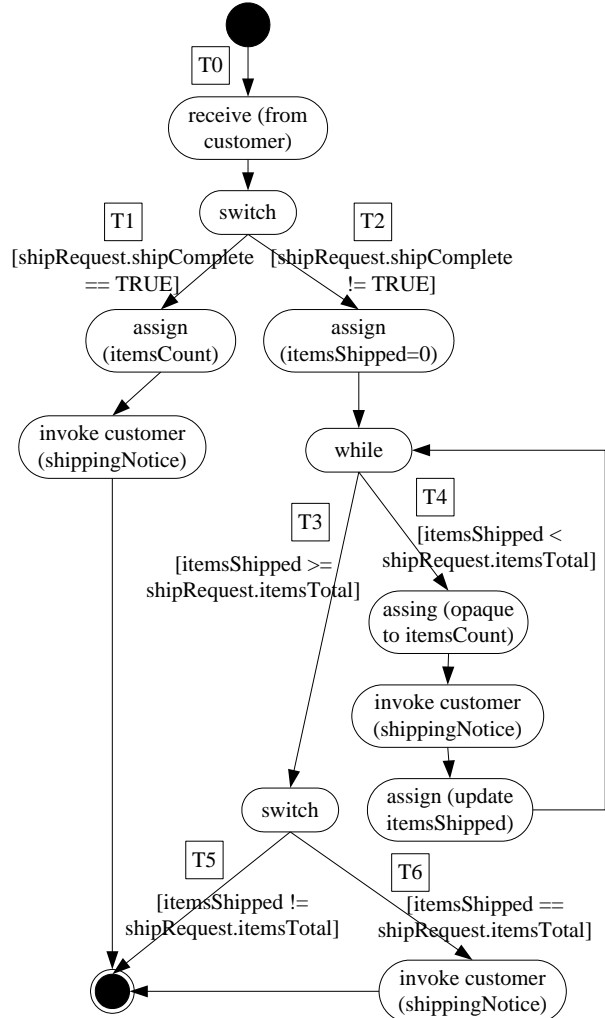 T0
receive (from
customer)
switch
T1
T2
[shipRequest.shipComplete
== TRUE]
[shipRequest.shipComplete
!= TRUE]
assign
(itemsCount)
assign
(itemsShipped=0)
invoke customer
(shippingNotice)
while
T3
T4
[itemsShipped >=
shipRequest.itemsTotal]
[itemsShipped <
shipRequest.itemsTotal]
assing (opaque
to itemsCount)
invoke customer
(shippingNotice)
assign (update
itemsShipped)
switch
T5
T6
[itemsShipped !=
shipRequest.itemsTotal]
[itemsShipped ==
shipRequest.itemsTotal]
invoke customer
(shippingNotice)